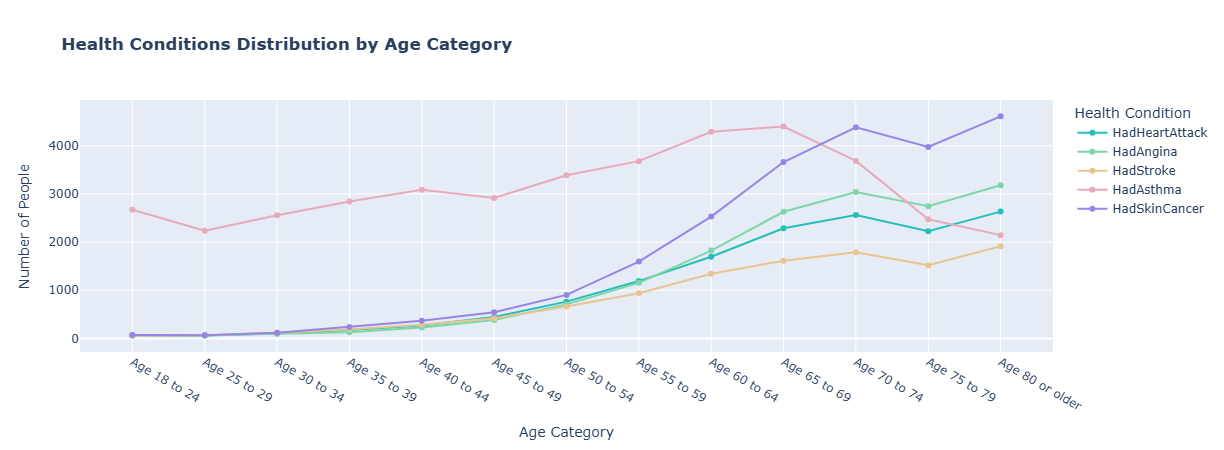 Health Conditions Distribution by Age Category
Number of People
4000
3000
2000
1000
0
Age 18 to 24
Age 25 to 29
Age 30 to 34
Age 35 to 39
Age 40 to 44
Age 45 to 49
Age 50 to 54
Age 55 to 59
Age 60 to 64
Age 65 to 69
Age 70 to 74
Age 75 to 79
Age 80 or older
Age Category
Health Condition
HadHeartAttack
HadAngina
HadStroke
HadAsthma
HadSkinCancer